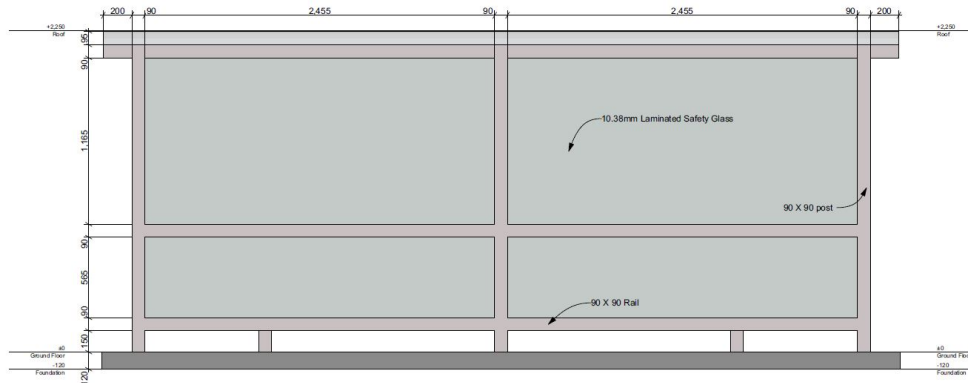 200
90
2,455
90
2,455
90
200
+2,250
Roof
+2,250
Roof
95
90
1,165
10.38mm Laminated Safety Glass
90 X 90 post
90
565
90 X 90 Rail
90
150
±0
Ground Floor
-120
Foundation
±0
Ground Floor
-120
Foundation
120